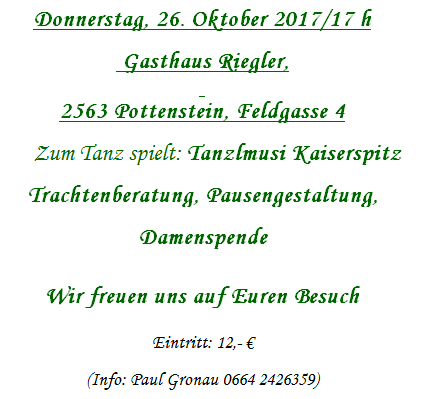 Donnerstag, 26. Oktober 2017/17 h
Gasthaus Riegler,
2563 Pottenstein, Feldgasse 4
Zum Tanz spielt: Tanzlmusi Kaiserspitz
Trachtenberatung, Pausengestaltung,
Damenspende
Wir freuen uns auf Euren Besuch
Eintritt: 12,- €
(Info: Paul Gronau 0664 2426359)